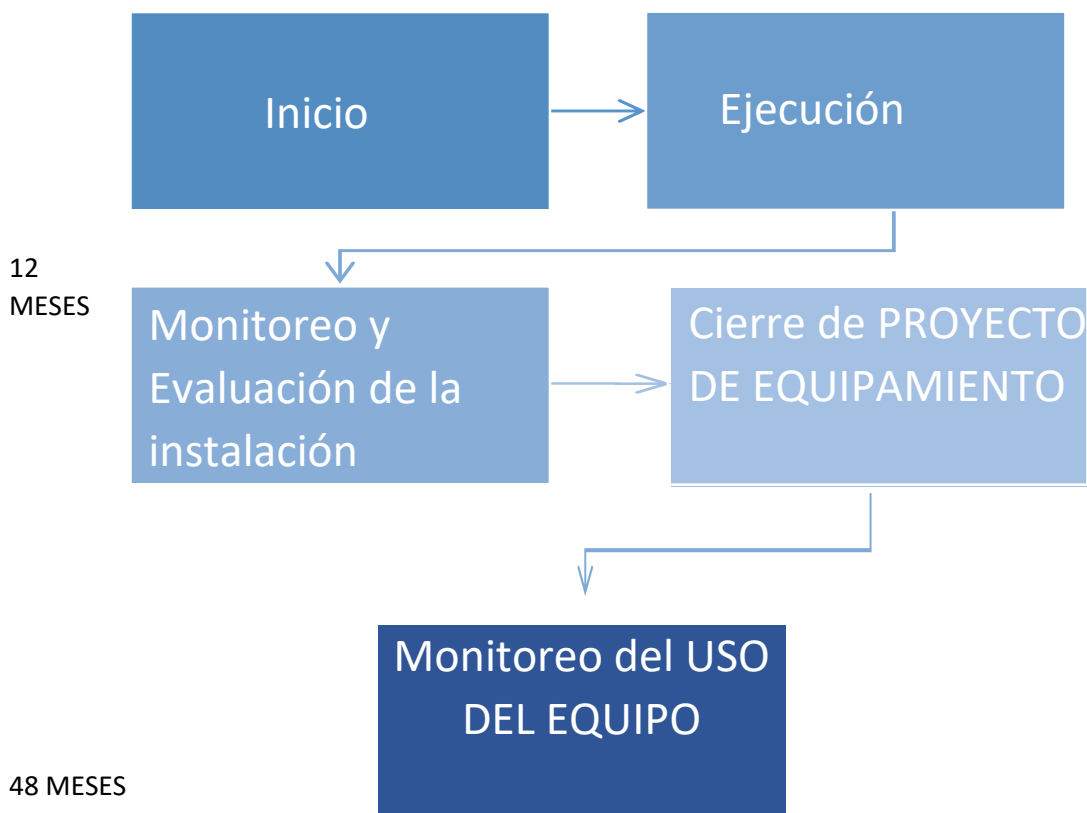 Inicio
Ejecución
12
MESES
Monitoreo y
Evaluación de la
instalación
Cierre de PROYECTO
DE EQUIPAMIENTO
Monitoreo del USO
DEL EQUIPO
48 MESES